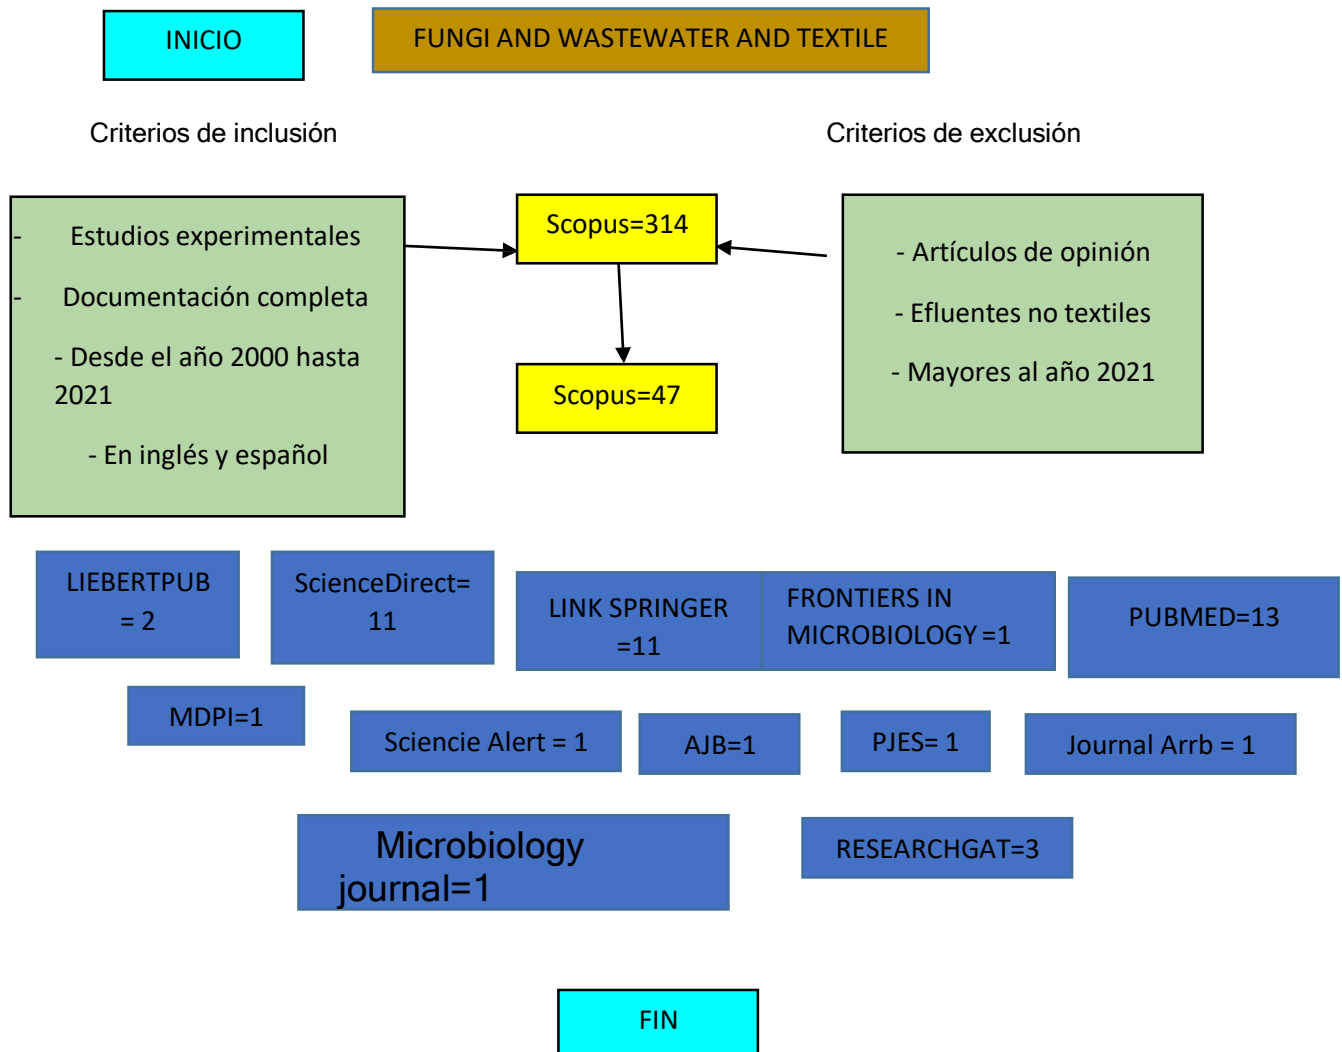 INICIO
FUNGI AND WASTEWATER AND TEXTILE
Criterios de inclusión
Criterios de exclusión
- Estudios experimentales
- Documentación completa
- Desde el año 2000 hasta
2021
- En inglés y español
Scopus=314
Scopus=47
- Artículos de opinión
- Efluentes no textiles
- Mayores al año 2021
LIEBERTPUB
= 2
ScienceDirect=
11
LINK SPRINGER
=11
FRONTIERS IN
MICROBIOLOGY =1
PUBMED=13
MDPI=1
Sciencie Alert = 1
AJB=1
PJES= 1
Journal Arrb = 1
Microbiology
journal=1
RESEARCHGAT=3
FIN